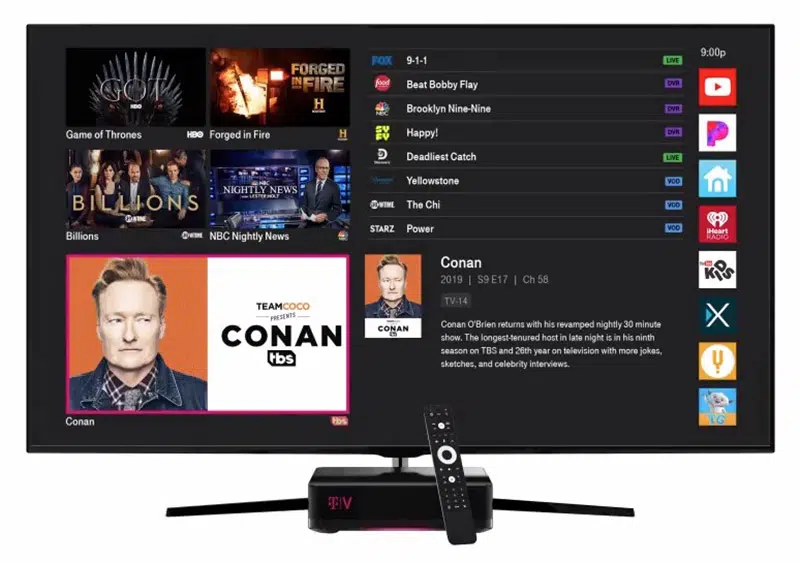 GOT
HBO
Game of Thrones
HBO
FORGED
IN FIRE
H
Forged in Fire
H
BILLIONS
SHOWTIME
Billions
SHOWTIME
NBC
NIGHTLY NEWS
WITH LESTER HOLT
NBC Nightly News
TEAMCOCO
PRESENTS
CONAN
tbs
Conan
tbs
FOX 9-1-1 LIVE
food Beat Bobby Flay DVR
NBC Brooklyn Nine-Nine DVR
SYFY Happy! DVR
Discovery Deadliest Catch LIVE
Yellowstone VOD
SHOWTIME The Chi VOD
STARZ Power VOD
CONAN
tbs
Conan
2019 | S9 E17 | Ch 58
TV-14
Conan O'Brien returns with his revamped nightly 30 minute
show. The longest-tenured host in late night is in his ninth
season on TBS and 26th year on television with more jokes,
sketches, and celebrity interviews.
9:00p
iHeart
RADIO
YouTube
KIDS
X
TV